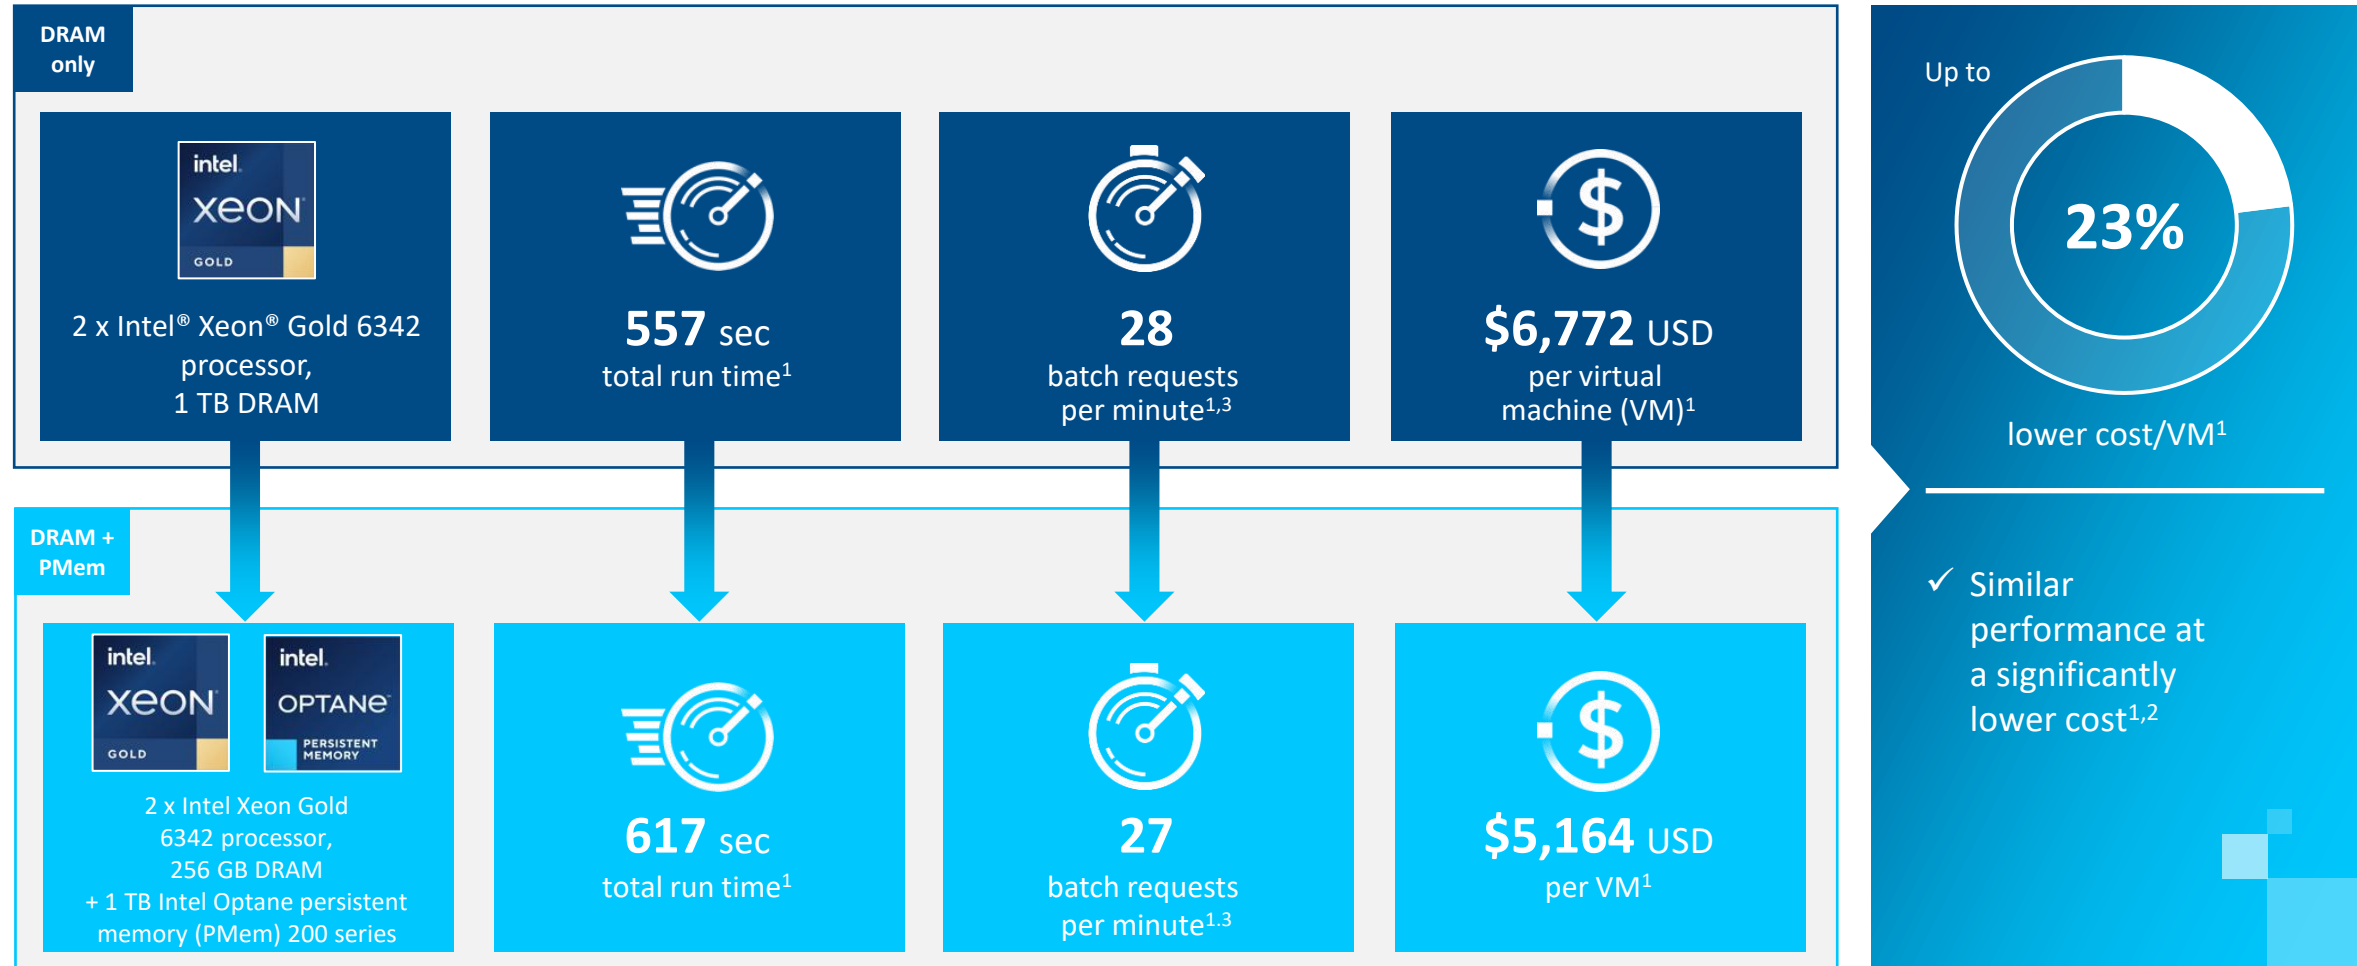 DRAM
only
intel.
XEON
GOLD
2 x Intel® Xeon® Gold 6342
processor,
1 TB DRAM
557 sec
total run time1
28
batch requests
per minute1,3
$
$6,772 USD
per virtual
machine (VM)1
DRAM +
PMem
intel.
XEON
GOLD
intel.
OPTANE™
PERSISTENT
MEMORY
2 x Intel Xeon Gold
6342 processor,
256 GB DRAM
+ 1 TB Intel Optane persistent
memory (PMem) 200 series
617 sec
total run time1
27
batch requests
per minute1.3
$
$5,164 USD
per VM1
Up to
23%
lower cost/VM1
✓ Similar
performance at
a significantly
lower cost1,2